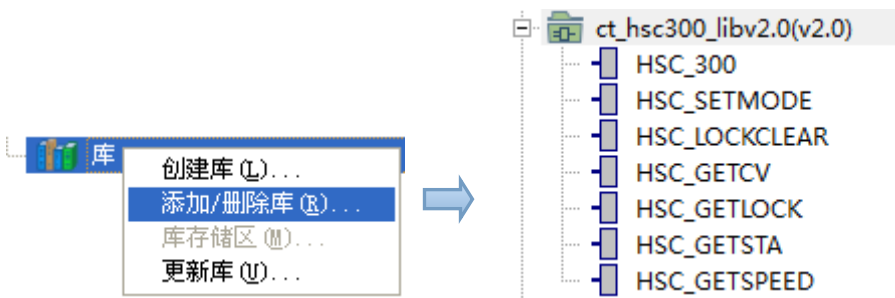 库
创建库(L)...
添加/删除库(R)...
库存储区(M)...
更新库(U)...
ct_hsc300_libv2.0(v2.0)
HSC_300
HSC_SETMODE
HSC_LOCKCLEAR
HSC_GETCV
HSC_GETLOCK
HSC_GETSTA
HSC_GETSPEED